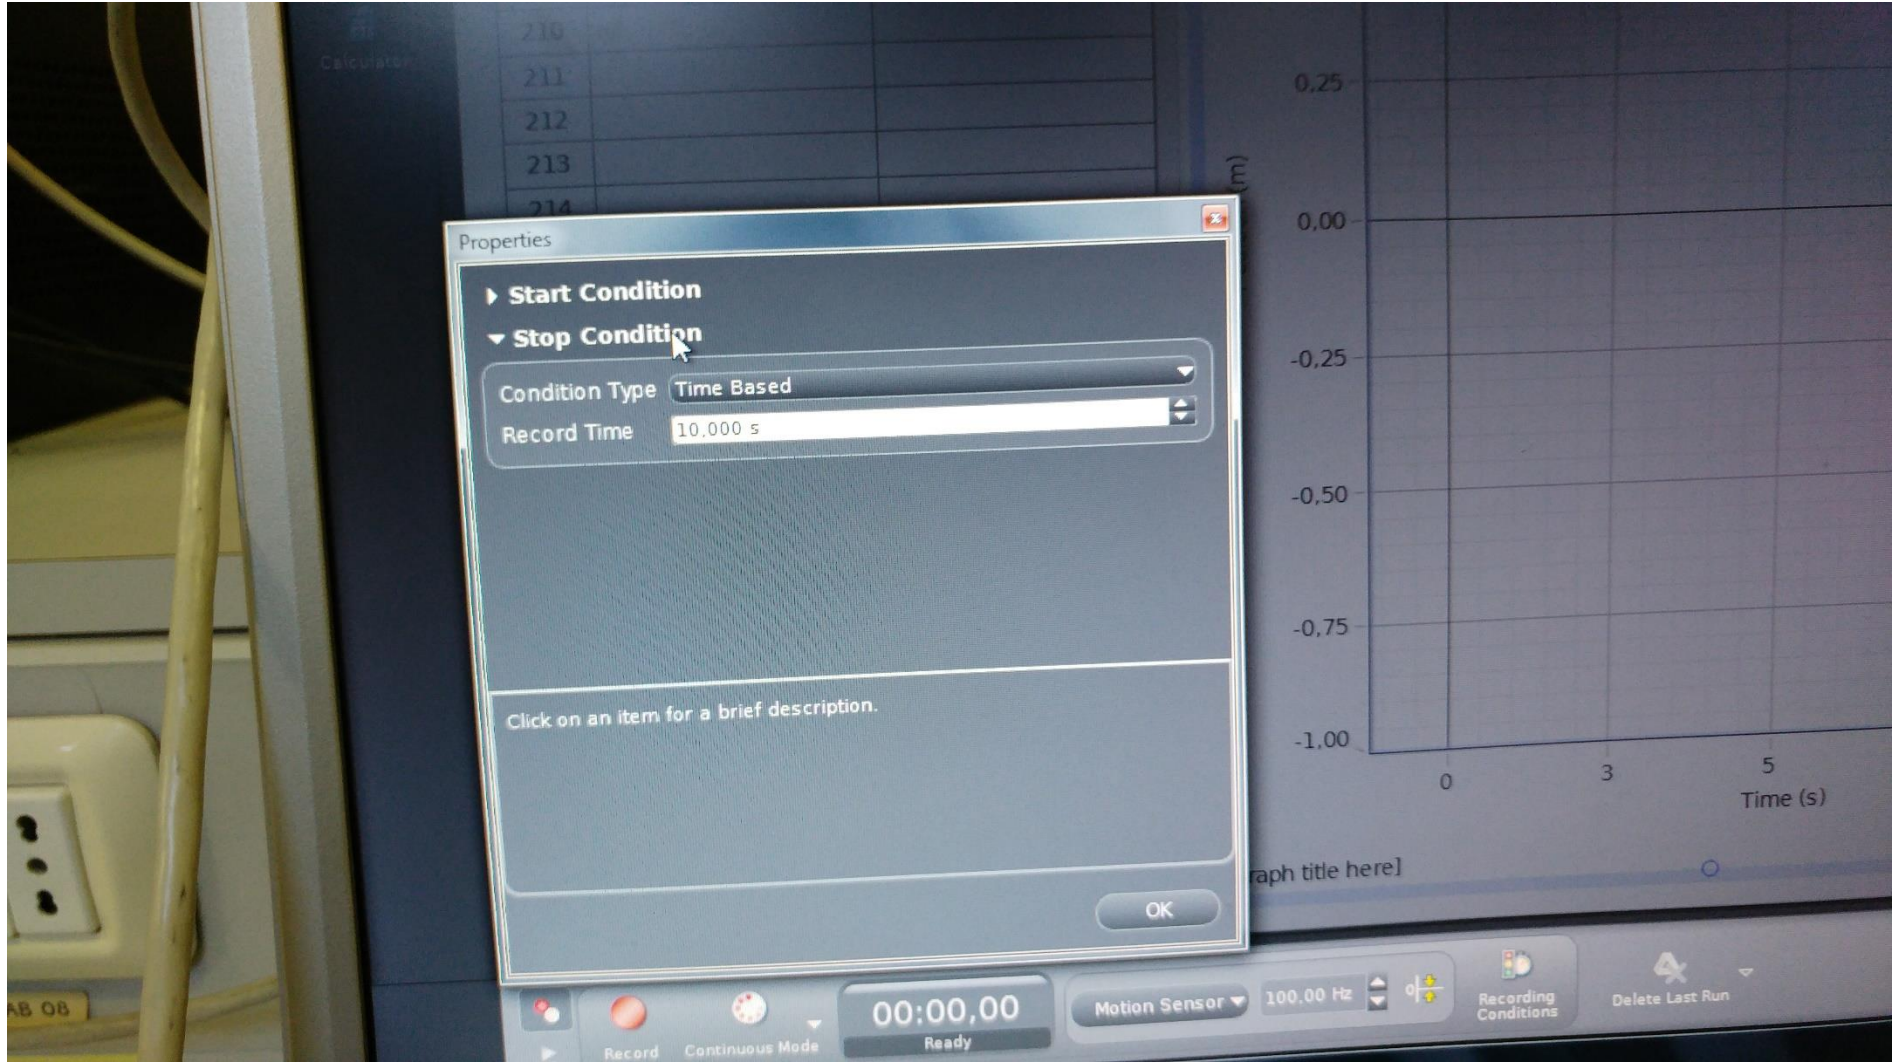 Calculator
210
211
212
213
214
(m)
0,25
0,00
-0,25
-0,50
-0,75
-1,00
0
3
5
Time (s)
Properties
Start Condition
Stop Condition
Condition Type Time Based
Record Time 10,000 s
Click on an item for a brief description.
OK
raph title here]
Record
Continuous Mode
00:00,00
Ready
Motion Sensor
100,00 Hz
Recording
Conditions
Delete Last Run
AB 08